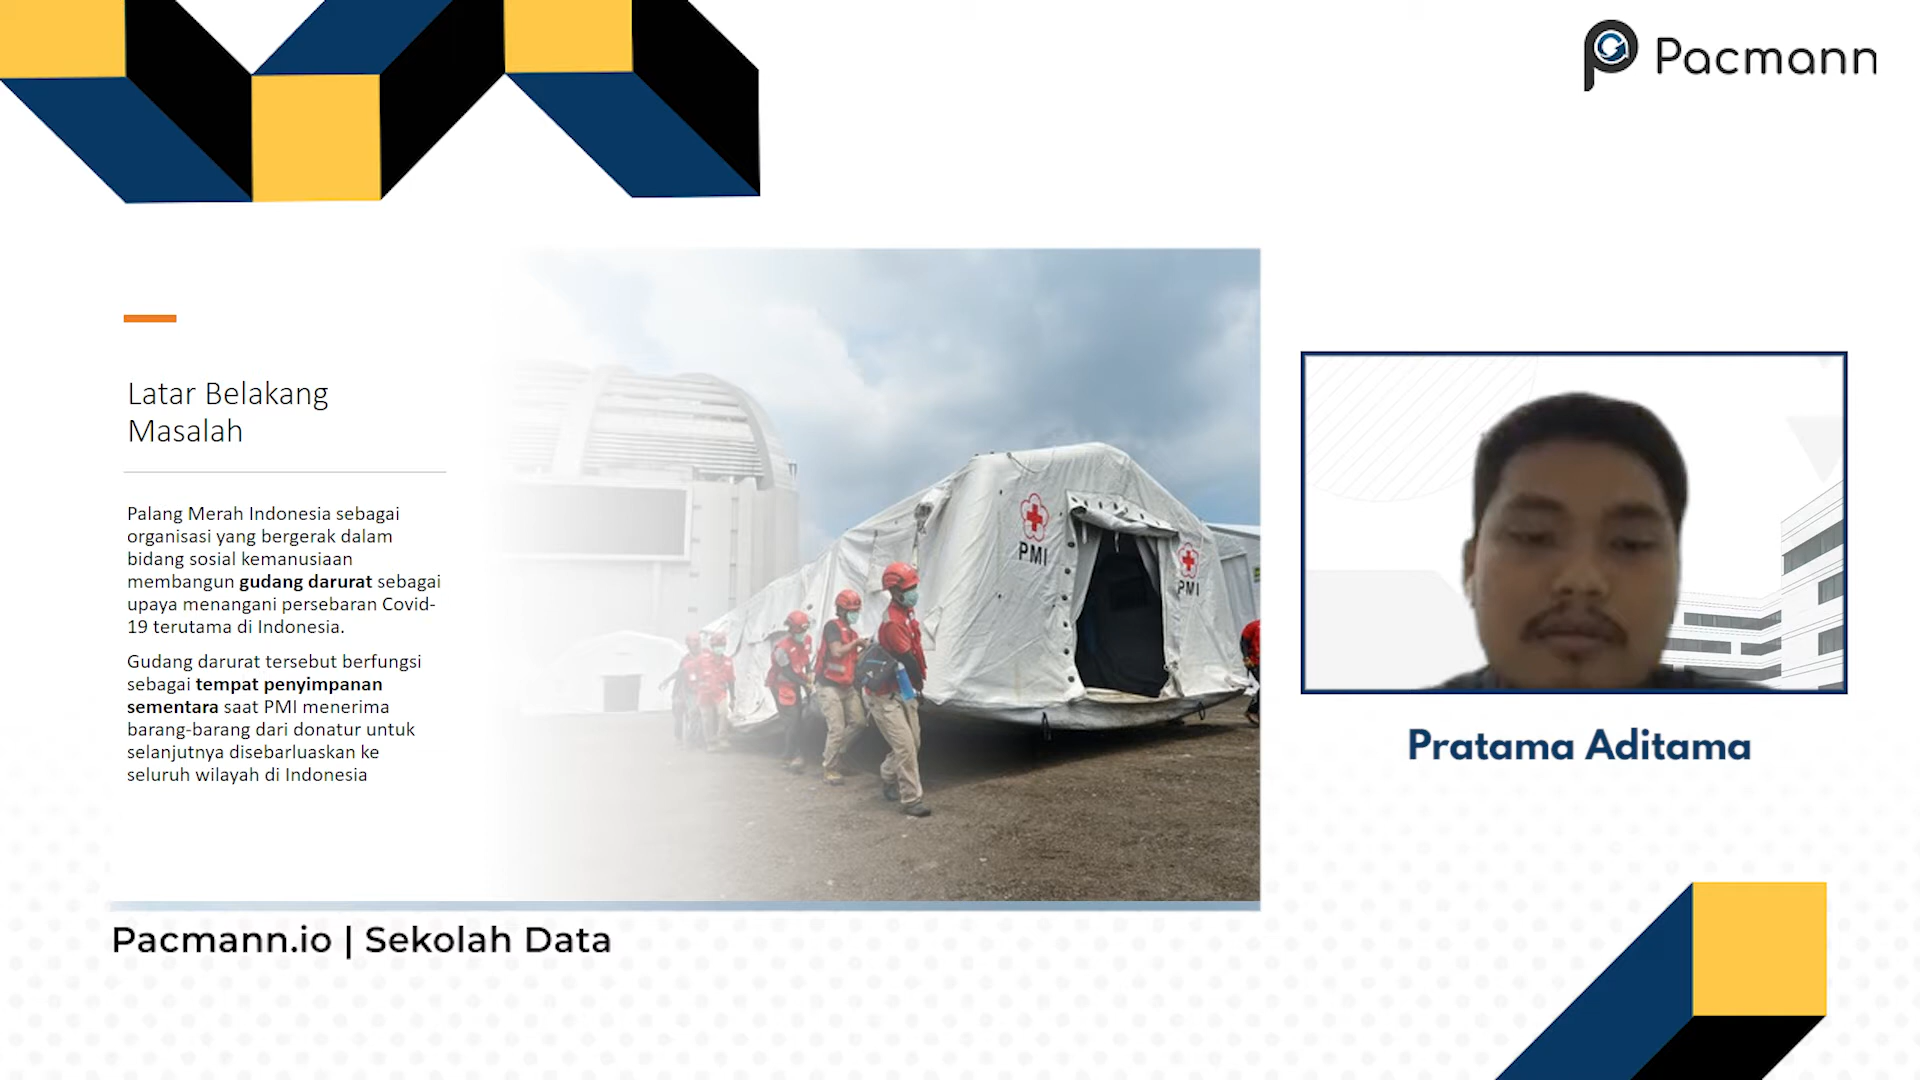 Pacmann
Latar Belakang
Masalah
Palang Merah Indonesia sebagai
organisasi yang bergerak dalam
bidang sosial kemanusiaan
membangun gudang darurat sebagai
upaya menangani persebaran Covid-
19 terutama di Indonesia.
Gudang darurat tersebut berfungsi
sebagai tempat penyimpanan
sementara saat PMI menerima
barang-barang dari donatur untuk
selanjutnya disebarluaskan ke
seluruh wilayah di Indonesia
PMI
PMI
Pratama Aditama
Pacmann.io | Sekolah Data